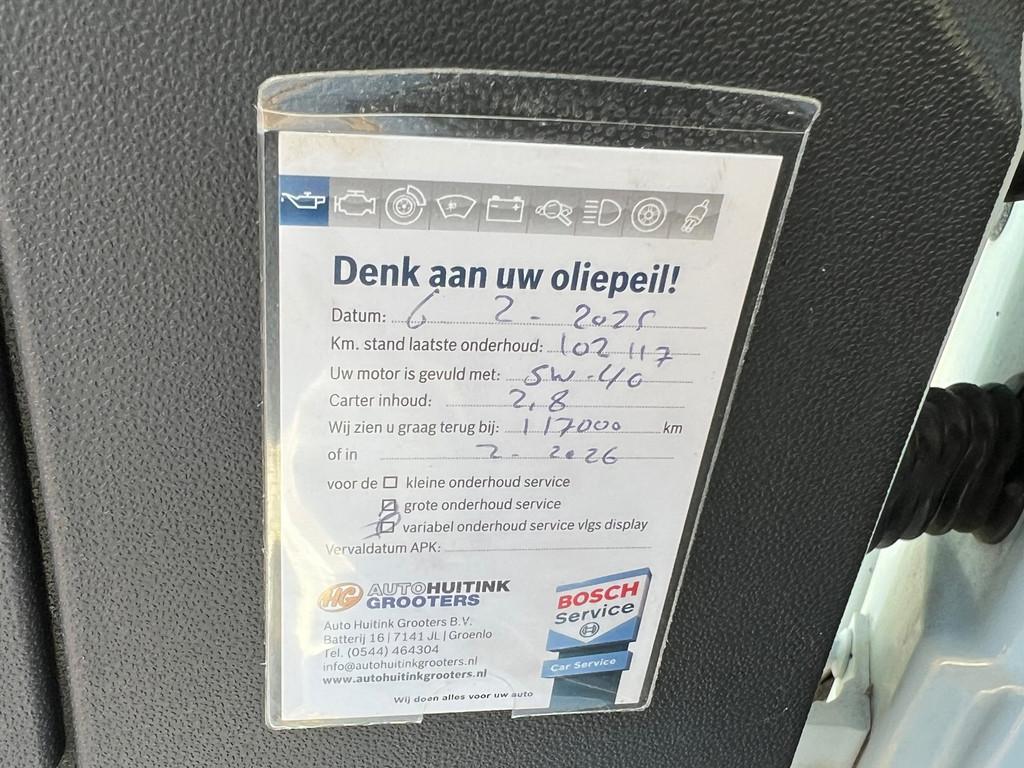 Denk aan uw oliepeil!
Datum: 6 2 - 2025
Km. stand laatste onderhoud: 102 117
Uw motor is gevuld met: 5W-40
Carter inhoud: 2,8
Wij zien u graag terug bij: 117000 km
of in 2 - 2026
voor de ☐ kleine onderhoud service
☑ grote onderhoud service
☐ variabel onderhoud service vlgs display
Vervaldatum APK:
HG AUTOHUITINK
GROOTERS
Auto Huitink Grooters B.V.
Batterij 16 | 7141 JL | Groenlo
Tel. (0544) 464304
info@autohuitinkgrooters.nl
www.autohuitinkgrooters.nl
Wij doen alles voor uw auto
BOSCH
Service
Car Service